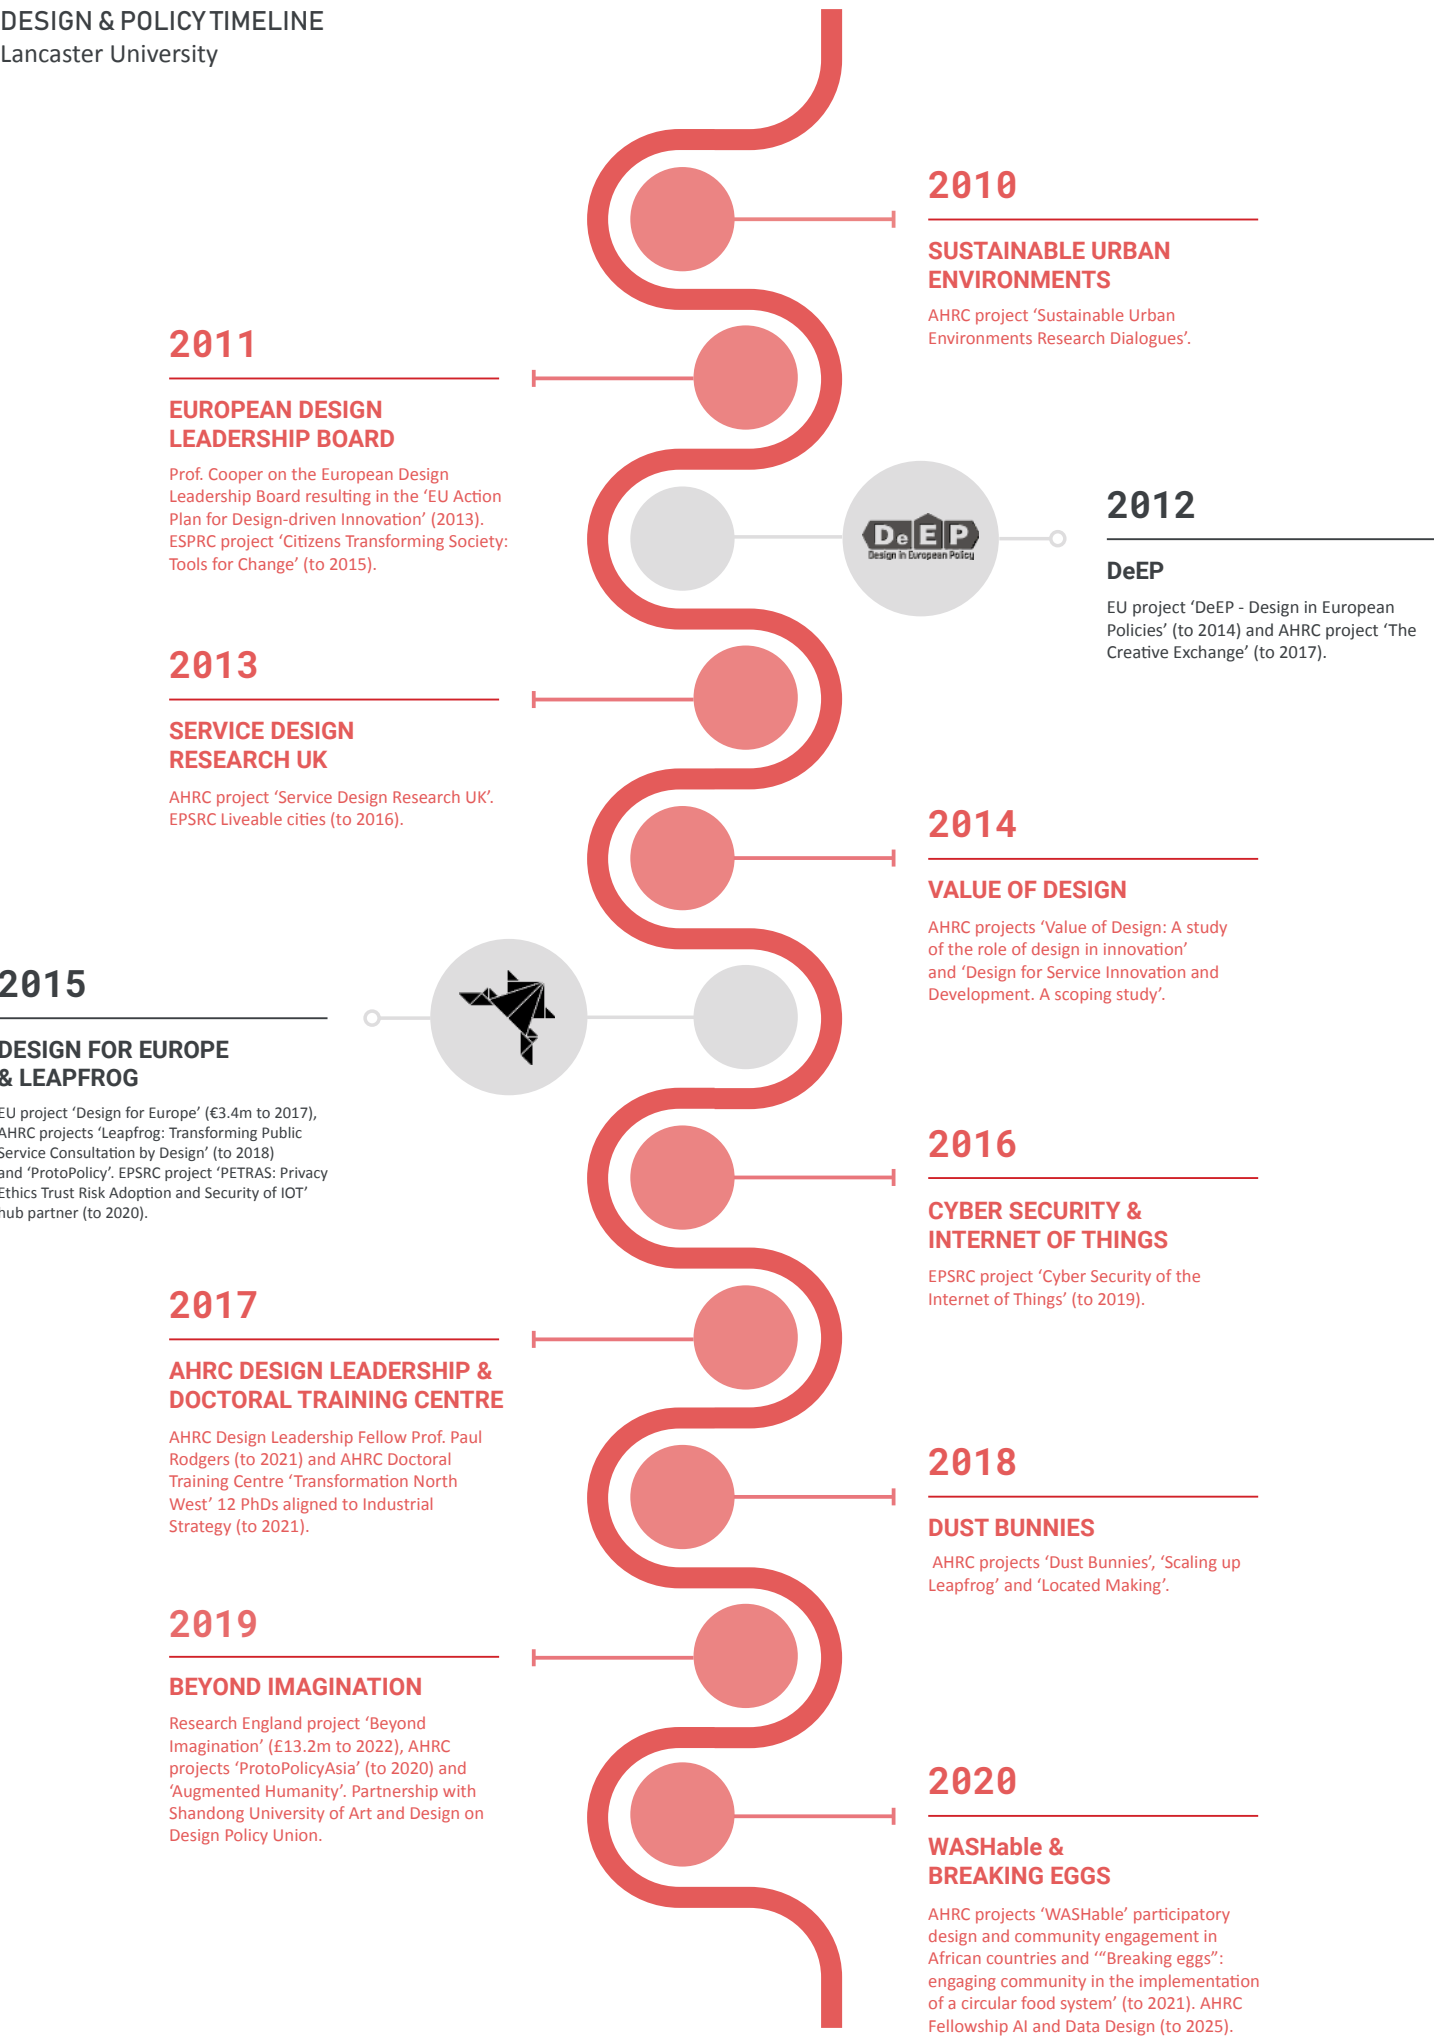 DESIGN & POLICY TIMELINE
Lancaster University
2010
SUSTAINABLE URBAN
ENVIRONMENTS
AHRC project ‘Sustainable Urban
Environments Research Dialogues’.
2011
EUROPEAN DESIGN
LEADERSHIP BOARD
Prof. Cooper on the European Design
Leadership Board resulting in the ‘EU Action
Plan for Design-driven Innovation’ (2013).
ESPRC project ‘Citizens Transforming Society:
Tools for Change’ (to 2015).
DeEP
Design in European Policy
2012
DeEP
EU project ‘DeEP - Design in European
Policies’ (to 2014) and AHRC project ‘The
Creative Exchange’ (to 2017).
2013
SERVICE DESIGN
RESEARCH UK
AHRC project ‘Service Design Research UK’.
EPSRC Liveable cities (to 2016).
2014
VALUE OF DESIGN
AHRC projects ‘Value of Design: A study
of the role of design in innovation’
and ‘Design for Service Innovation and
Development. A scoping study’.
2015
DESIGN FOR EUROPE
& LEAPFROG
EU project ‘Design for Europe’ (€3.4m to 2017),
AHRC projects ‘Leapfrog: Transforming Public
Service Consultation by Design’ (to 2018)
and ‘ProtoPolicy’. EPSRC project ‘PETRAS: Privacy
Ethics Trust Risk Adoption and Security of IOT’
hub partner (to 2020).
2016
CYBER SECURITY &
INTERNET OF THINGS
EPSRC project ‘Cyber Security of the
Internet of Things’ (to 2019).
2017
AHRC DESIGN LEADERSHIP &
DOCTORAL TRAINING CENTRE
AHRC Design Leadership Fellow Prof. Paul
Rodgers (to 2021) and AHRC Doctoral
Training Centre ‘Transformation North
West’ 12 PhDs aligned to Industrial
Strategy (to 2021).
2018
DUST BUNNIES
AHRC projects ‘Dust Bunnies’, ‘Scaling up
Leapfrog’ and ‘Located Making’.
2019
BEYOND IMAGINATION
Research England project ‘Beyond
Imagination’ (£13.2m to 2022), AHRC
projects ‘ProtoPolicyAsia’ (to 2020) and
‘Augmented Humanity’. Partnership with
Shandong University of Art and Design on
Design Policy Union.
2020
WASHable &
BREAKING EGGS
AHRC projects ‘WASHable’ participatory
design and community engagement in
African countries and ‘“Breaking eggs”:
engaging community in the implementation
of a circular food system’ (to 2021). AHRC
Fellowship AI and Data Design (to 2025).